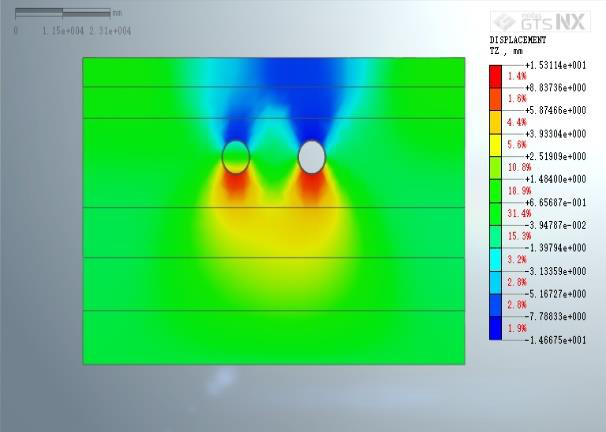 mm
0 1.15e+004 2.31e+004
midas
GTS NX
DISPLACEMENT
TZ , mm
+1.53114e+001
1.4%
+8.83736e+000
1.6%
+5.87466e+000
4.4%
+3.93304e+000
5.6%
+2.51909e+000
10.8%
+1.48400e+000
18.9%
+6.65687e-001
31.4%
-3.94787e-002
15.3%
-1.39794e+000
3.2%
-3.13359e+000
2.8%
-5.16727e+000
2.8%
-7.78833e+000
1.9%
-1.46675e+001